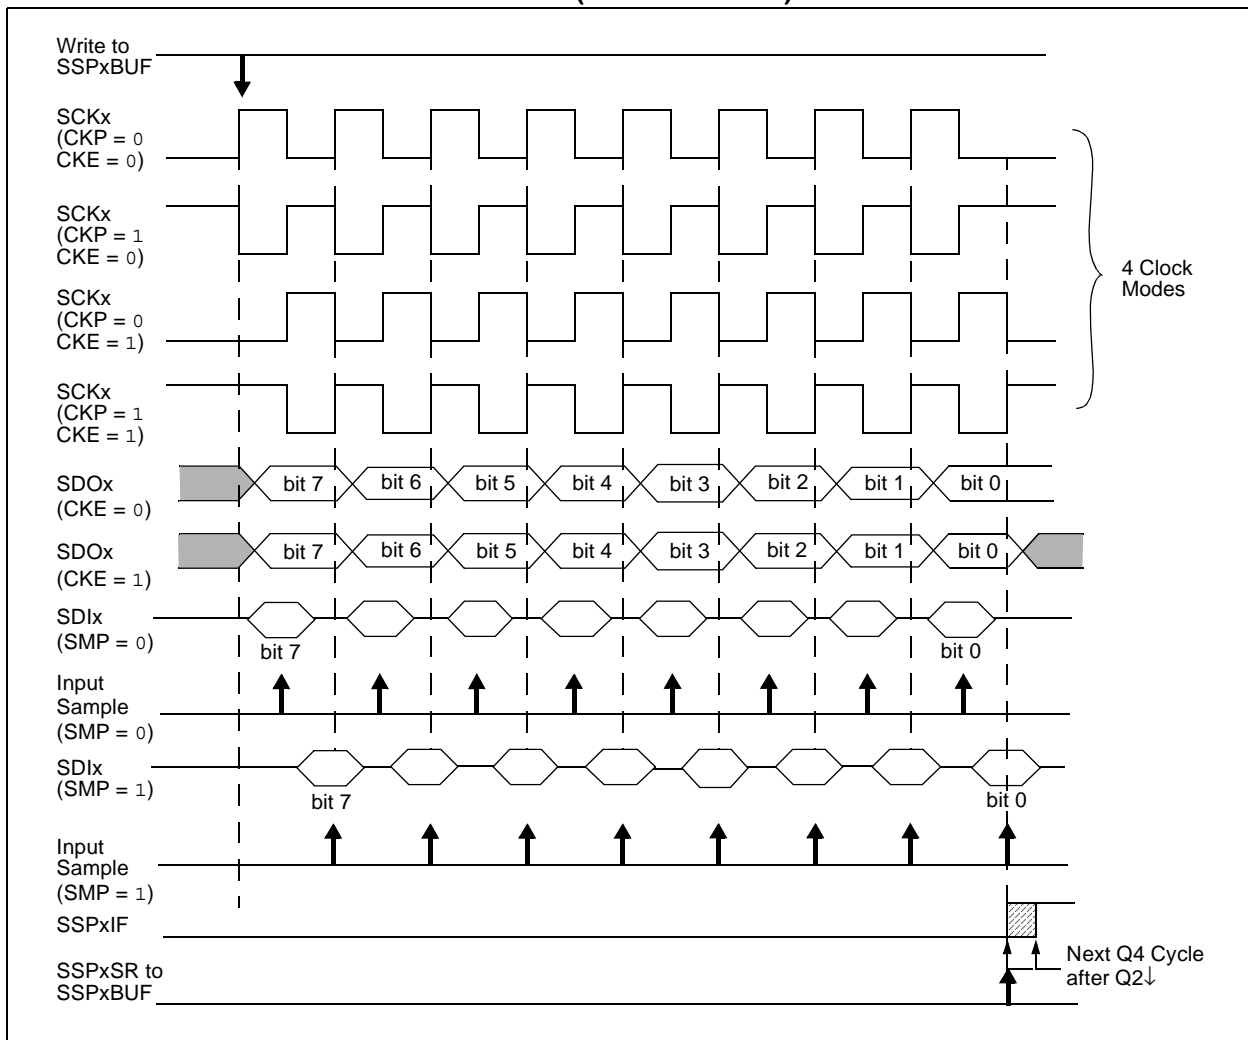 Write to
SSPxBUF
SCKx
(CKP = 0
CKE = 0)
SCKx
(CKP = 1
CKE = 0)
SCKx
(CKP = 0
CKE = 1)
SCKx
(CKP = 1
CKE = 1)
4 Clock
Modes
SDOx
(CKE = 0)
bit 7 bit 6 bit 5 bit 4 bit 3 bit 2 bit 1 bit 0
SDOx
(CKE = 1)
bit 7 bit 6 bit 5 bit 4 bit 3 bit 2 bit 1 bit 0
SDIx
(SMP = 0)
bit 7 bit 0
Input
Sample
(SMP = 0)
SDIx
(SMP = 1)
bit 7 bit 0
Input
Sample
(SMP = 1)
SSPxIF
SSPxSR to
SSPxBUF
Next Q4 Cycle
after Q2↓